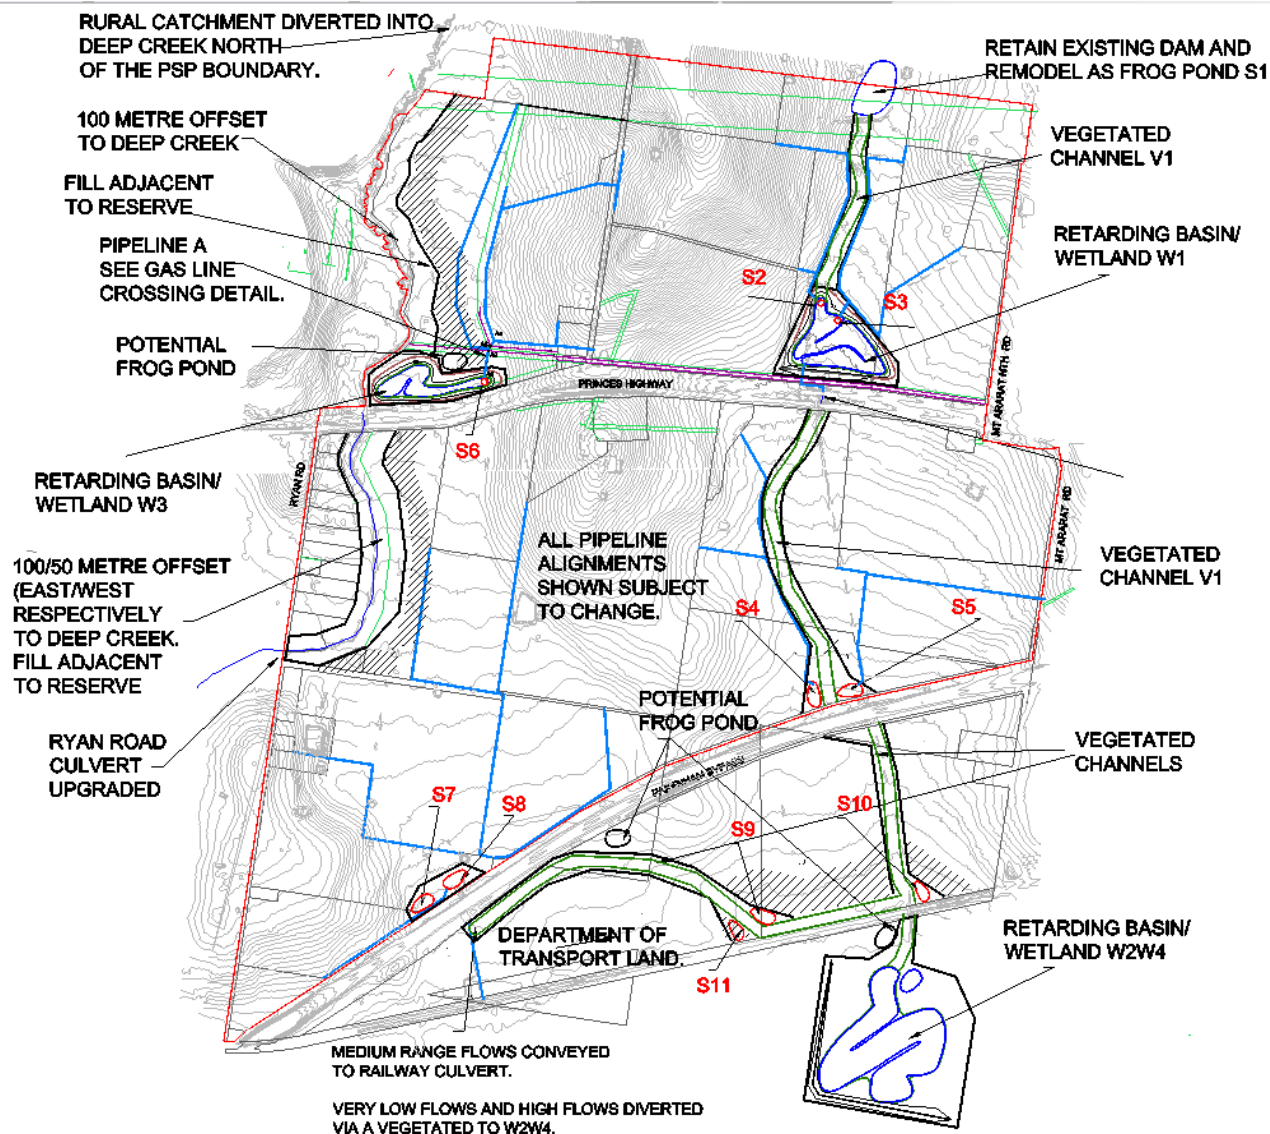 RURAL CATCHMENT DIVERTED INTO
DEEP CREEK NORTH
OF THE PSP BOUNDARY.
RETAIN EXISTING DAM AND
REMODEL AS FROG POND S1
100 METRE OFFSET
TO DEEP CREEK
VEGETATED
CHANNEL V1
FILL ADJACENT
TO RESERVE
PIPELINE A
SEE GAS LINE
CROSSING DETAIL.
RETARDING BASIN/
WETLAND W1
S2
S3
POTENTIAL
FROG POND
PRINCES HIGHWAY
MT ARARAT NTH RD
S6
RETARDING BASIN/
WETLAND W3
RYAN RD
MT ARARAT RD
ALL PIPELINE
ALIGNMENTS
SHOWN SUBJECT
TO CHANGE.
100/50 METRE OFFSET
(EAST/WEST
RESPECTIVELY
TO DEEP CREEK.
FILL ADJACENT
TO RESERVE
VEGETATED
CHANNEL V1
S4
S5
POTENTIAL
FROG POND
RYAN ROAD
CULVERT
UPGRADED
VEGETATED
CHANNELS
PAKENHAM BYPASS
S7
S8
S9
S10
DEPARTMENT OF
TRANSPORT LAND.
S11
RETARDING BASIN/
WETLAND W2W4
MEDIUM RANGE FLOWS CONVEYED
TO RAILWAY CULVERT.
VERY LOW FLOWS AND HIGH FLOWS DIVERTED
VIA A VEGETATED TO W2W4.